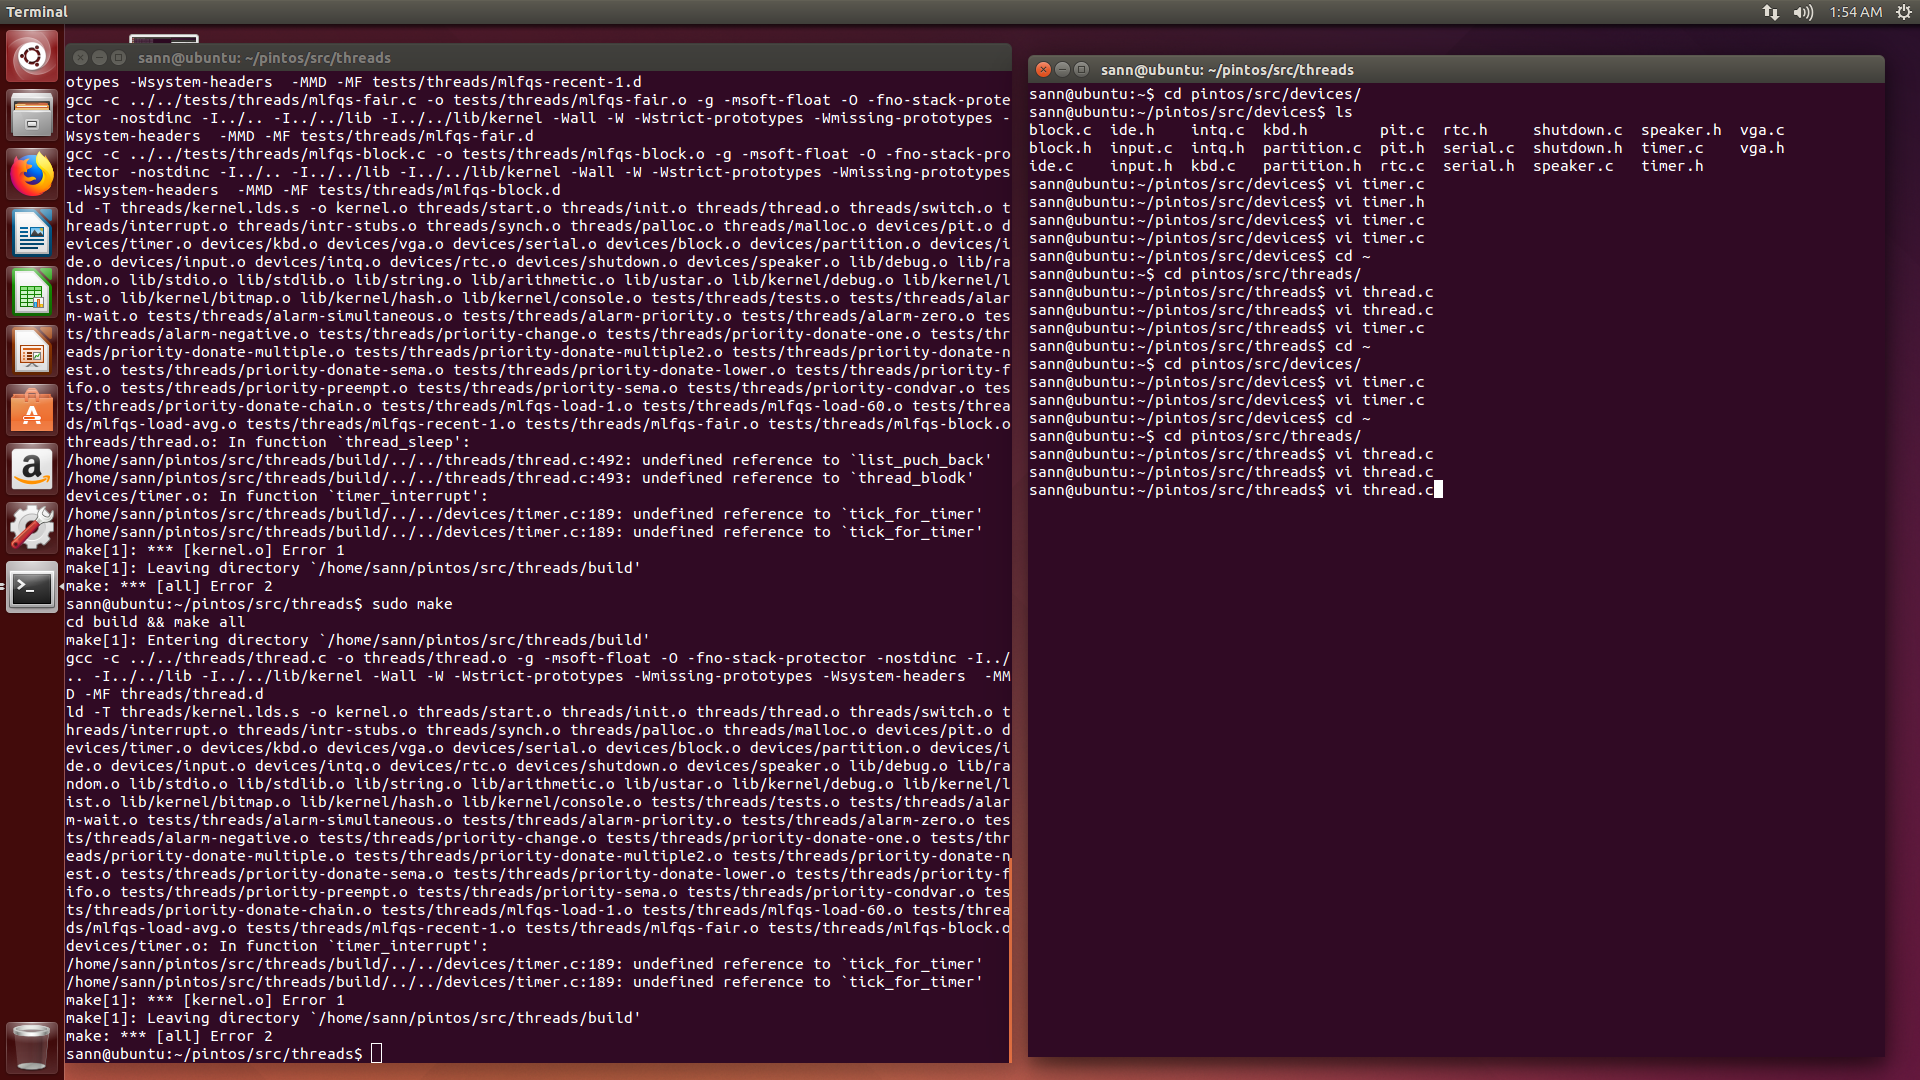 Terminal
1:54 AM
sann@ubuntu: ~/pintos/src/threads
otypes -Wsystem-headers  -MMD -MF tests/threads/mlfqs-recent-1.d
gcc -c ../../tests/threads/mlfqs-fair.c -o tests/threads/mlfqs-fair.o -g -msoft-float -O -fno-stack-prote
ctor -nostdinc -I../.. -I../../lib -I../../lib/kernel -Wall -W -Wstrict-prototypes -Wmissing-prototypes -
Wsystem-headers  -MMD -MF tests/threads/mlfqs-fair.d
gcc -c ../../tests/threads/mlfqs-block.c -o tests/threads/mlfqs-block.o -g -msoft-float -O -fno-stack-pro
tector -nostdinc -I../.. -I../../lib -I../../lib/kernel -Wall -W -Wstrict-prototypes -Wmissing-prototypes
 -Wsystem-headers  -MMD -MF tests/threads/mlfqs-block.d
ld -T threads/kernel.lds.s -o kernel.o threads/start.o threads/init.o threads/thread.o threads/switch.o t
hreads/interrupt.o threads/intr-stubs.o threads/synch.o threads/palloc.o threads/malloc.o devices/pit.o d
evices/timer.o devices/kbd.o devices/vga.o devices/serial.o devices/block.o devices/partition.o devices/i
de.o devices/input.o devices/intq.o devices/rtc.o devices/shutdown.o devices/speaker.o lib/debug.o lib/ra
ndom.o lib/stdio.o lib/stdlib.o lib/string.o lib/arithmetic.o lib/ustar.o lib/kernel/debug.o lib/kernel/l
ist.o lib/kernel/bitmap.o lib/kernel/hash.o lib/kernel/console.o tests/threads/tests.o tests/threads/alar
m-wait.o tests/threads/alarm-simultaneous.o tests/threads/alarm-priority.o tests/threads/alarm-zero.o tes
ts/threads/alarm-negative.o tests/threads/priority-change.o tests/threads/priority-donate-one.o tests/thr
eads/priority-donate-multiple.o tests/threads/priority-donate-multiple2.o tests/threads/priority-donate-n
est.o tests/threads/priority-donate-sema.o tests/threads/priority-donate-lower.o tests/threads/priority-f
ifo.o tests/threads/priority-preempt.o tests/threads/priority-sema.o tests/threads/priority-condvar.o tes
ts/threads/priority-donate-chain.o tests/threads/mlfqs-load-1.o tests/threads/mlfqs-load-60.o tests/threa
ds/mlfqs-load-avg.o tests/threads/mlfqs-recent-1.o tests/threads/mlfqs-fair.o tests/threads/mlfqs-block.o
threads/thread.o: In function `thread_sleep':
/home/sann/pintos/src/threads/build/../../threads/thread.c:492: undefined reference to `list_puch_back'
/home/sann/pintos/src/threads/build/../../threads/thread.c:493: undefined reference to `thread_blodk'
devices/timer.o: In function `timer_interrupt':
/home/sann/pintos/src/threads/build/../../devices/timer.c:189: undefined reference to `tick_for_timer'
/home/sann/pintos/src/threads/build/../../devices/timer.c:189: undefined reference to `tick_for_timer'
make[1]: *** [kernel.o] Error 1
make[1]: Leaving directory `/home/sann/pintos/src/threads/build'
make: *** [all] Error 2
sann@ubuntu:~/pintos/src/threads$ sudo make
cd build && make all
make[1]: Entering directory `/home/sann/pintos/src/threads/build'
gcc -c ../../threads/thread.c -o threads/thread.o -g -msoft-float -O -fno-stack-protector -nostdinc -I../
.. -I../../lib -I../../lib/kernel -Wall -W -Wstrict-prototypes -Wmissing-prototypes -Wsystem-headers  -MM
D -MF threads/thread.d
ld -T threads/kernel.lds.s -o kernel.o threads/start.o threads/init.o threads/thread.o threads/switch.o t
hreads/interrupt.o threads/intr-stubs.o threads/synch.o threads/palloc.o threads/malloc.o devices/pit.o d
evices/timer.o devices/kbd.o devices/vga.o devices/serial.o devices/block.o devices/partition.o devices/i
de.o devices/input.o devices/intq.o devices/rtc.o devices/shutdown.o devices/speaker.o lib/debug.o lib/ra
ndom.o lib/stdio.o lib/stdlib.o lib/string.o lib/arithmetic.o lib/ustar.o lib/kernel/debug.o lib/kernel/l
ist.o lib/kernel/bitmap.o lib/kernel/hash.o lib/kernel/console.o tests/threads/tests.o tests/threads/alar
m-wait.o tests/threads/alarm-simultaneous.o tests/threads/alarm-priority.o tests/threads/alarm-zero.o tes
ts/threads/alarm-negative.o tests/threads/priority-change.o tests/threads/priority-donate-one.o tests/thr
eads/priority-donate-multiple.o tests/threads/priority-donate-multiple2.o tests/threads/priority-donate-n
est.o tests/threads/priority-donate-sema.o tests/threads/priority-donate-lower.o tests/threads/priority-f
ifo.o tests/threads/priority-preempt.o tests/threads/priority-sema.o tests/threads/priority-condvar.o tes
ts/threads/priority-donate-chain.o tests/threads/mlfqs-load-1.o tests/threads/mlfqs-load-60.o tests/threa
ds/mlfqs-load-avg.o tests/threads/mlfqs-recent-1.o tests/threads/mlfqs-fair.o tests/threads/mlfqs-block.o
devices/timer.o: In function `timer_interrupt':
/home/sann/pintos/src/threads/build/../../devices/timer.c:189: undefined reference to `tick_for_timer'
/home/sann/pintos/src/threads/build/../../devices/timer.c:189: undefined reference to `tick_for_timer'
make[1]: *** [kernel.o] Error 1
make[1]: Leaving directory `/home/sann/pintos/src/threads/build'
make: *** [all] Error 2
sann@ubuntu:~/pintos/src/threads$
sann@ubuntu: ~/pintos/src/threads
sann@ubuntu:~$ cd pintos/src/devices/
sann@ubuntu:~/pintos/src/devices$ ls
block.c  ide.h    intq.c  kbd.h        pit.c  rtc.h     shutdown.c  speaker.h  vga.c
block.h  input.c  intq.h  partition.c  pit.h  serial.c  shutdown.h  timer.c    vga.h
ide.c    input.h  kbd.c   partition.h  rtc.c  serial.h  speaker.c   timer.h
sann@ubuntu:~/pintos/src/devices$ vi timer.c
sann@ubuntu:~/pintos/src/devices$ vi timer.h
sann@ubuntu:~/pintos/src/devices$ vi timer.c
sann@ubuntu:~/pintos/src/devices$ vi timer.c
sann@ubuntu:~/pintos/src/devices$ cd ~
sann@ubuntu:~$ cd pintos/src/threads/
sann@ubuntu:~/pintos/src/threads$ vi thread.c
sann@ubuntu:~/pintos/src/threads$ vi thread.c
sann@ubuntu:~/pintos/src/threads$ vi timer.c
sann@ubuntu:~/pintos/src/threads$ cd ~
sann@ubuntu:~$ cd pintos/src/devices/
sann@ubuntu:~/pintos/src/devices$ vi timer.c
sann@ubuntu:~/pintos/src/devices$ vi timer.c
sann@ubuntu:~/pintos/src/devices$ cd ~
sann@ubuntu:~$ cd pintos/src/threads/
sann@ubuntu:~/pintos/src/threads$ vi thread.c
sann@ubuntu:~/pintos/src/threads$ vi thread.c
sann@ubuntu:~/pintos/src/threads$ vi thread.c